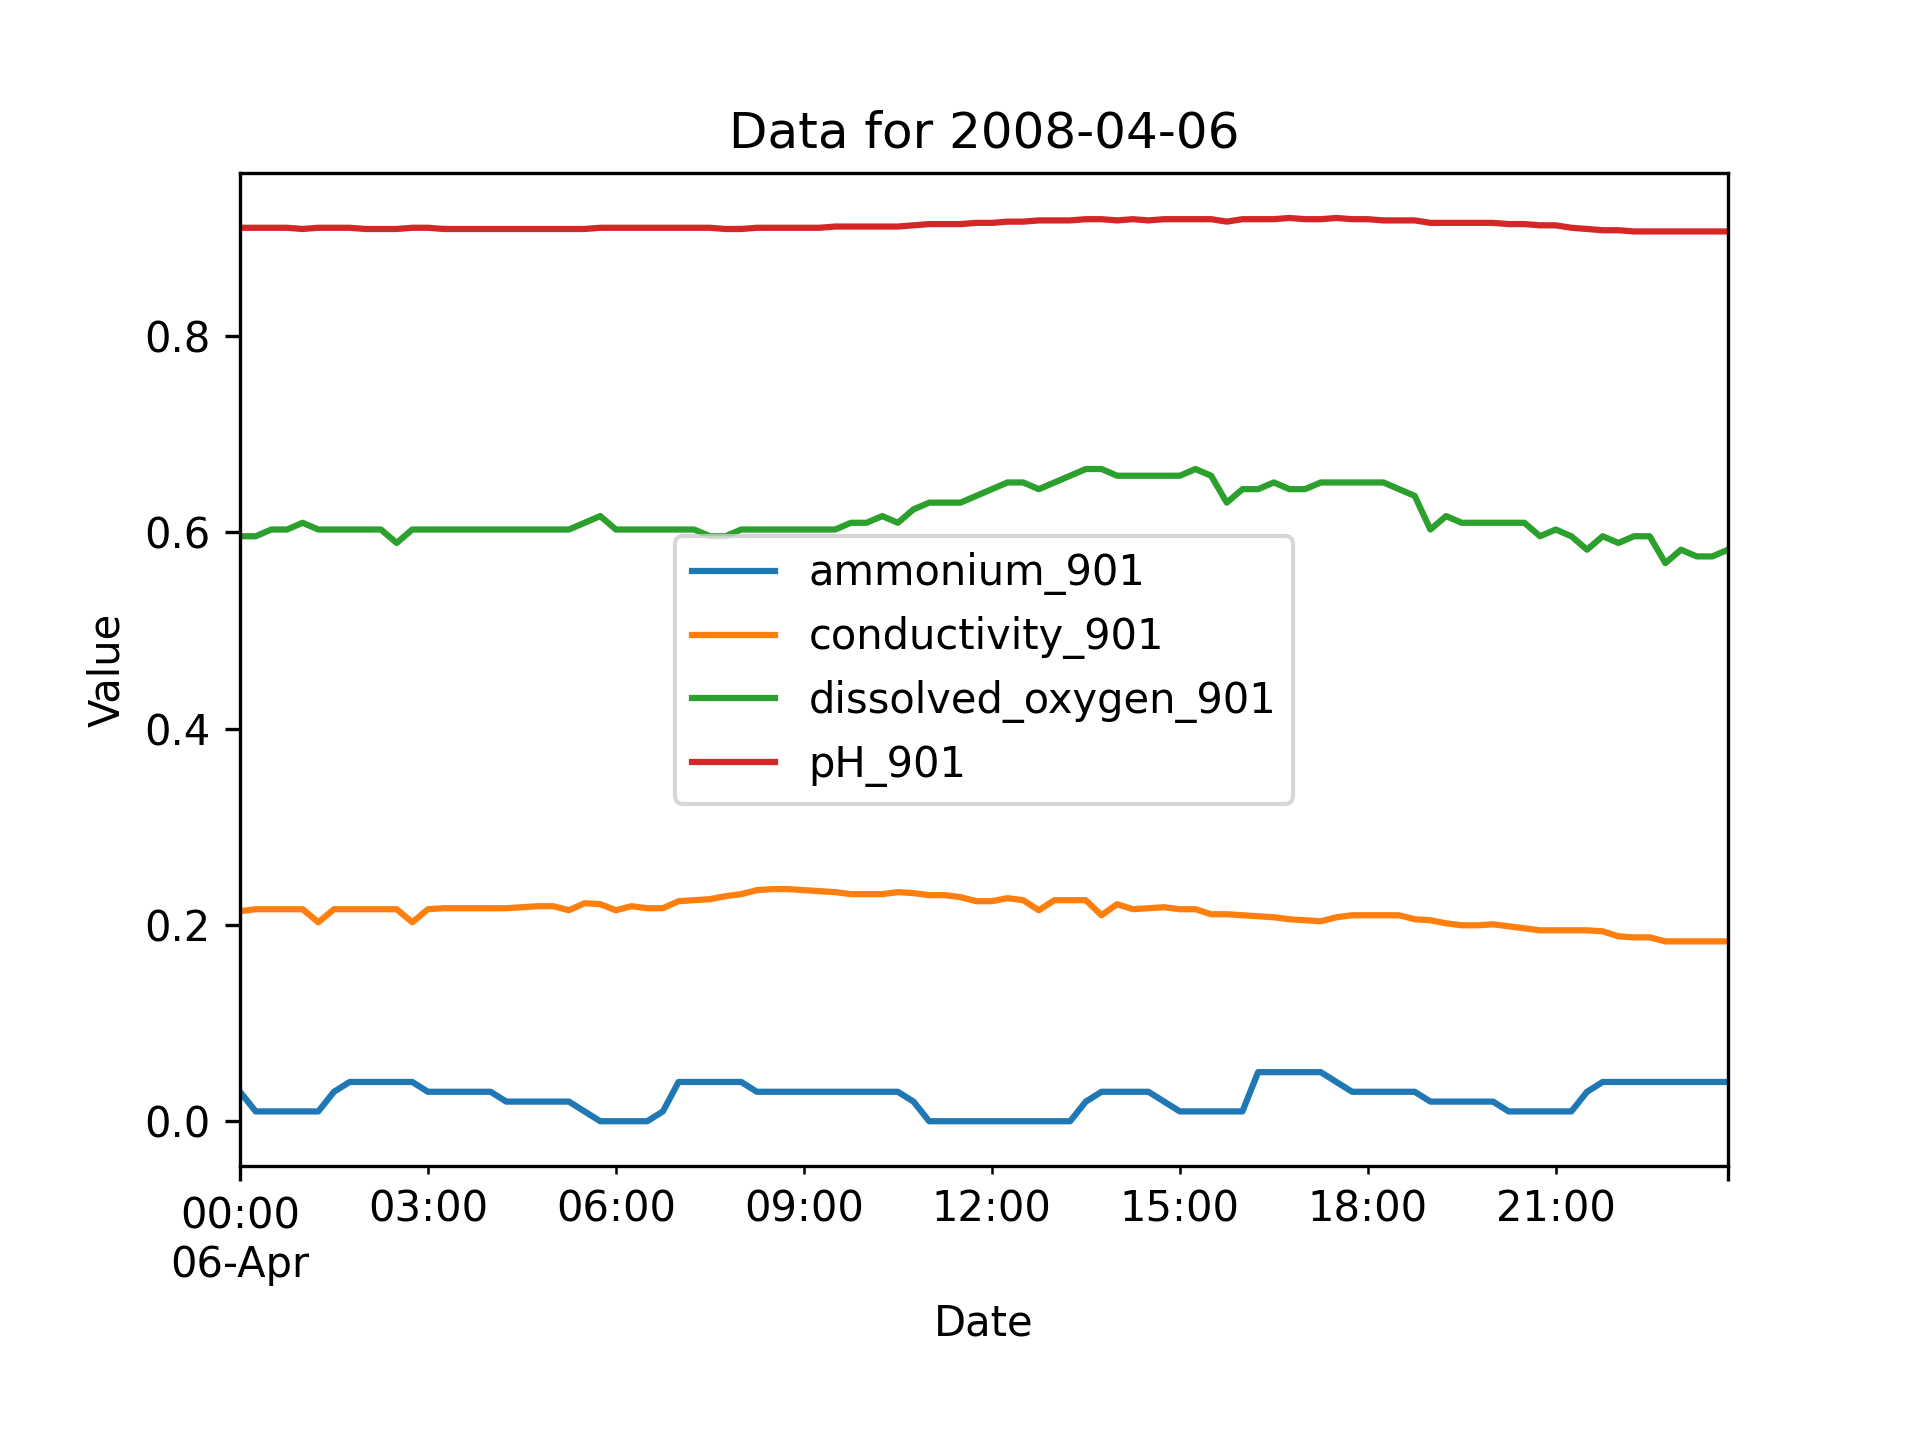 Data for 2008-04-06
Value
0.8
0.6
0.4
0.2
0.0
ammonium_901
conductivity_901
dissolved_oxygen_901
pH_901
00:00 03:00 06:00 09:00 12:00 15:00 18:00 21:00
06-Apr
Date